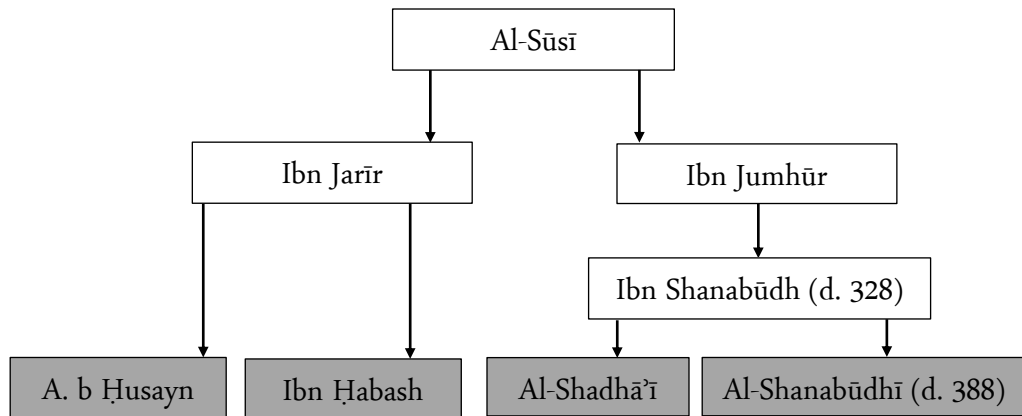 Al-Sūsī
Ibn Jarīr
Ibn Jumhūr
Ibn Shanabūdh (d. 328)
A. b Ḥusayn
Ibn Ḥabash
Al-Shadhā’ī
Al-Shanabūdhī (d. 388)